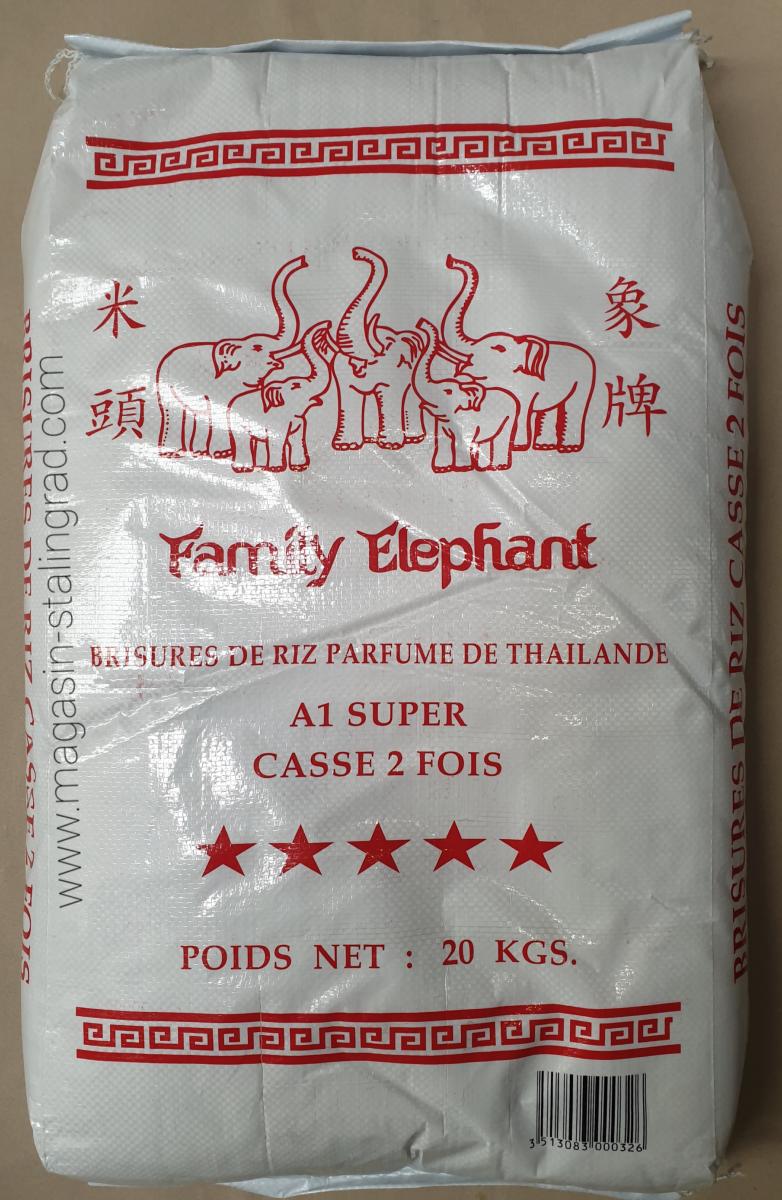 米 象
頭 牌
Family Elephant
BRISURES DE RIZ PARFUME DE THAILANDE
A1 SUPER
CASSE 2 FOIS
POIDS NET : 20 KGS.
3 513083 000326
BRISURES DE RIZ CASSE 2 FOIS
BRISURES DE RIZ CASSE 2 FOIS
www.magasin-stalingrad.com